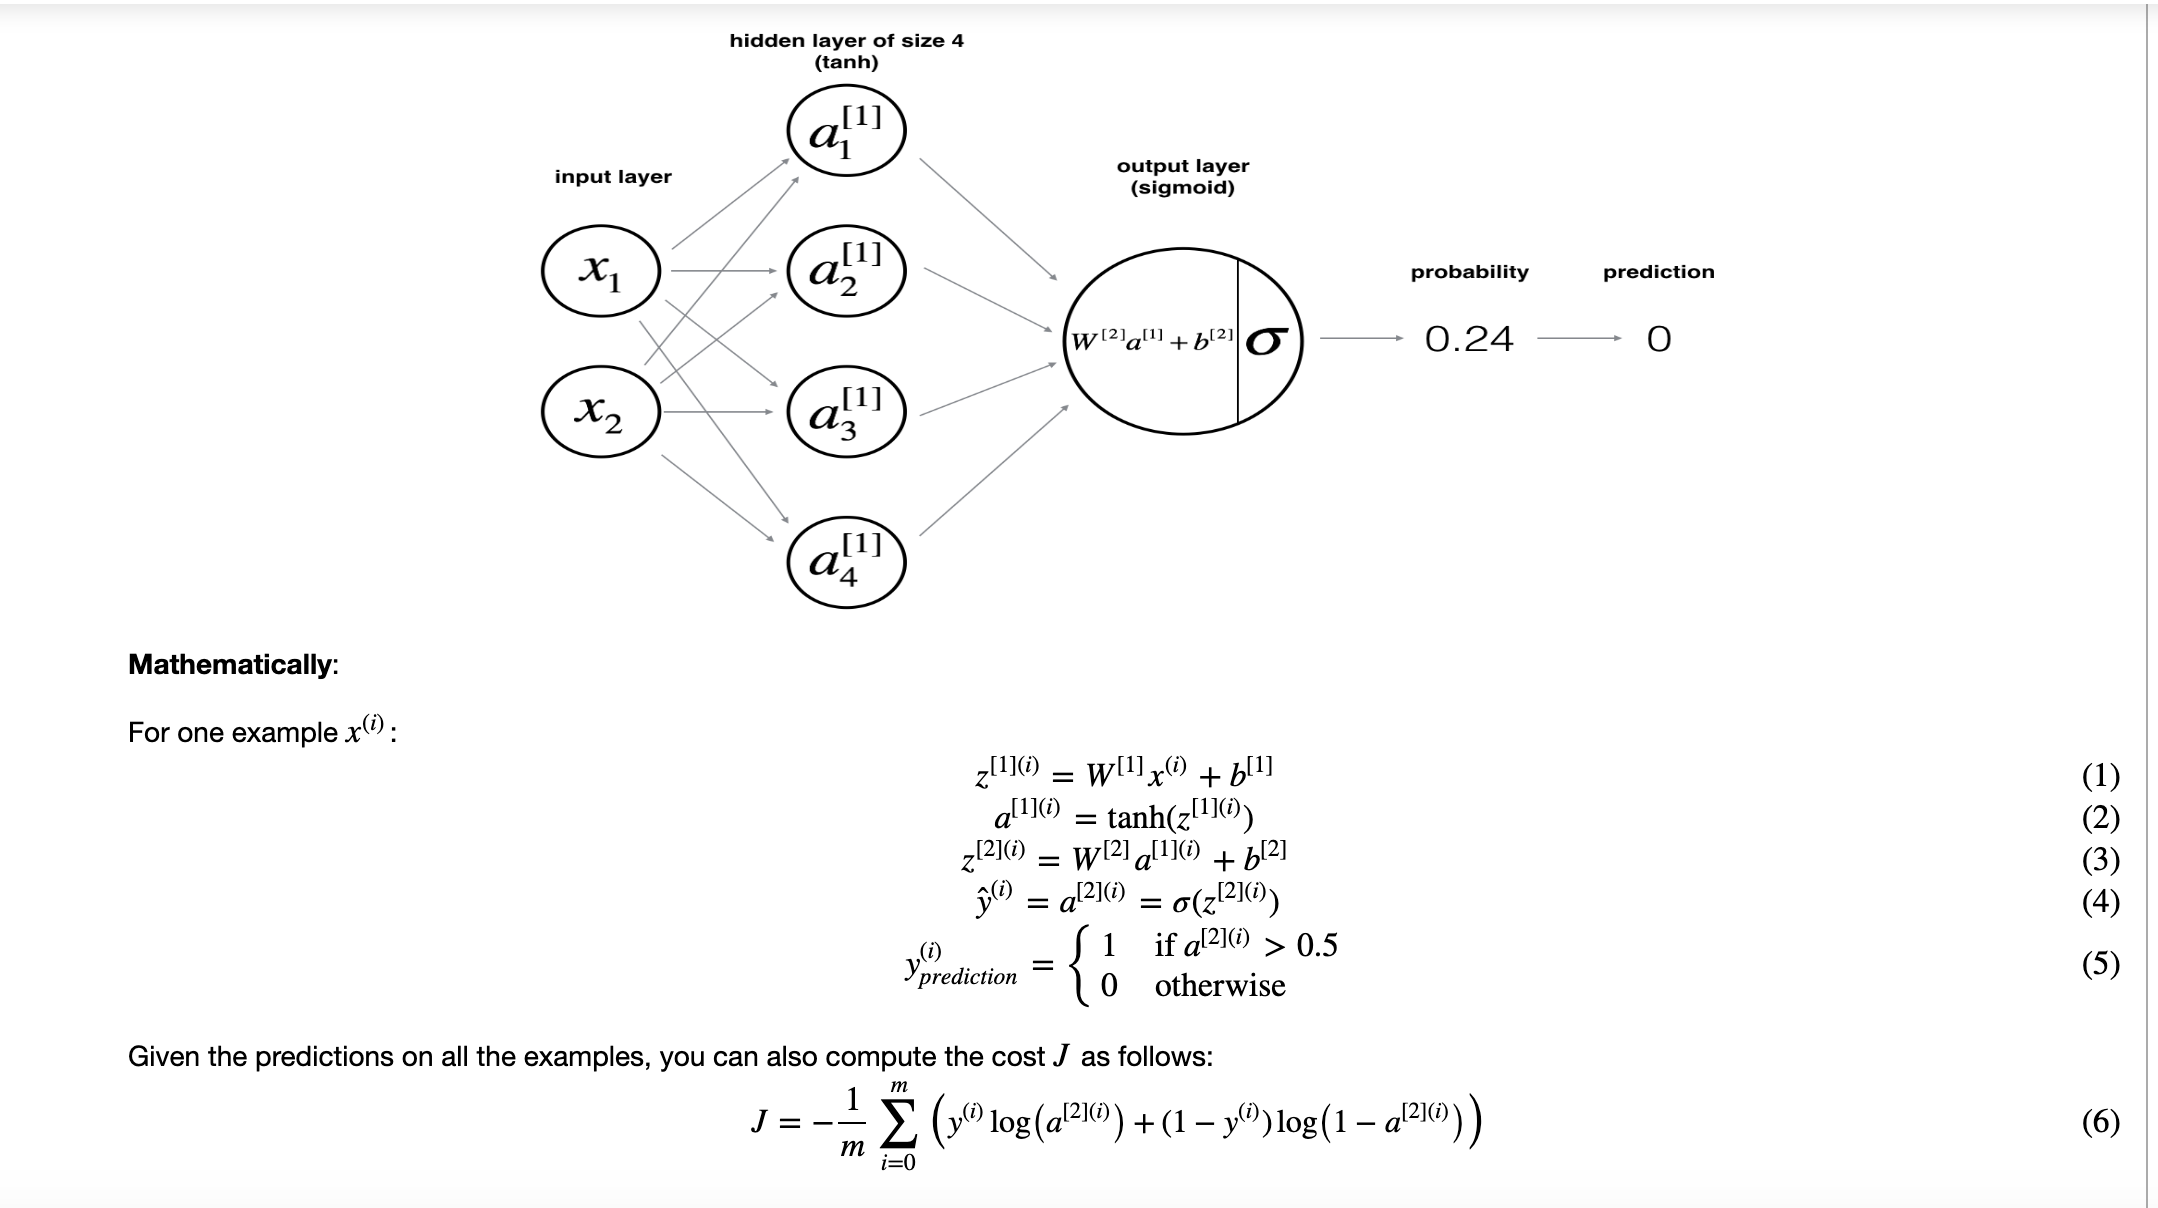 hidden layer of size 4
(tanh)
a₁^[1]
input layer
output layer
(sigmoid)
x₁
a₂^[1]
probability
prediction
W^[2]a^[1] + b^[2]
σ
0.24
0
x₂
a₃^[1]
a₄^[1]
Mathematically:
For one example x^(i) :
z^[1](i) = W^[1] x^(i) + b^[1] (1)
a^[1](i) = tanh(z^[1](i)) (2)
z^[2](i) = W^[2] a^[1](i) + b^[2] (3)
ŷ^(i) = a^[2](i) = σ(z^[2](i)) (4)
y^(i)_prediction = { 1 if a^[2](i) > 0.5
0 otherwise (5)
Given the predictions on all the examples, you can also compute the cost J as follows:
J = − 1/m ∑_{i=0}^{m} ( y^(i) log(a^[2](i)) + (1 − y^(i)) log(1 − a^[2](i)) ) (6)